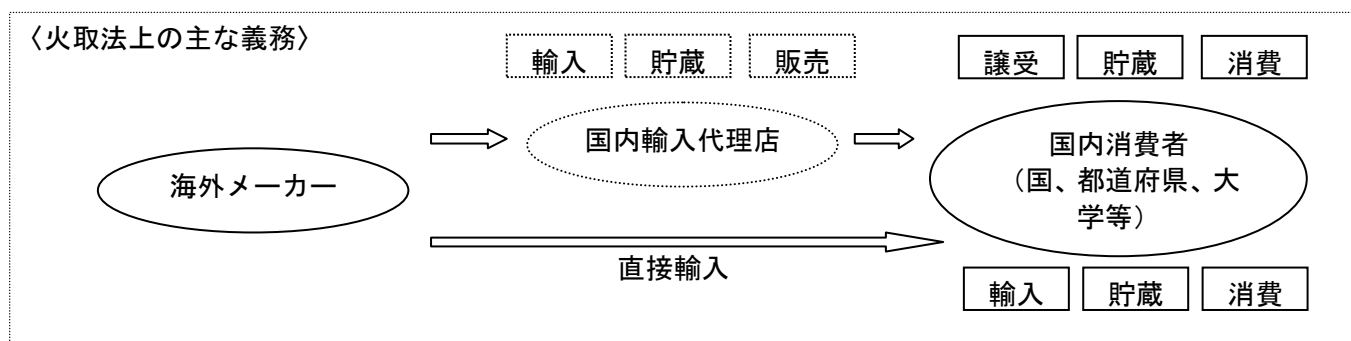 〈火取法上の主な義務〉
輸入 貯蔵 販売
譲受 貯蔵 消費
海外メーカー
国内輸入代理店
国内消費者
（国、都道府県、大
学等）
直接輸入
輸入 貯蔵 消費